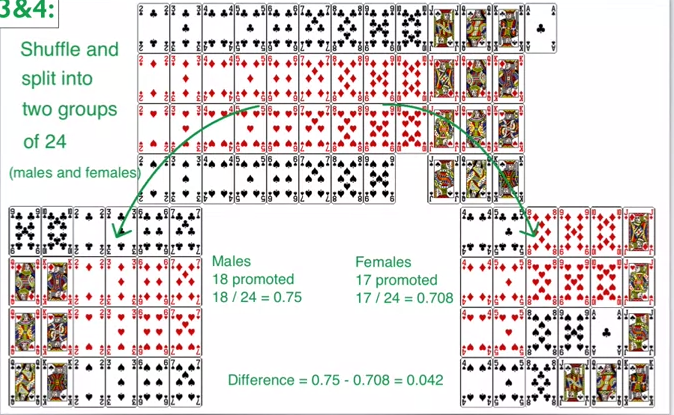 3&4:
Shuffle and
split into
two groups
of 24
(males and females)
Males
18 promoted
18 / 24 = 0.75
Females
17 promoted
17 / 24 = 0.708
Difference = 0.75 - 0.708 = 0.042